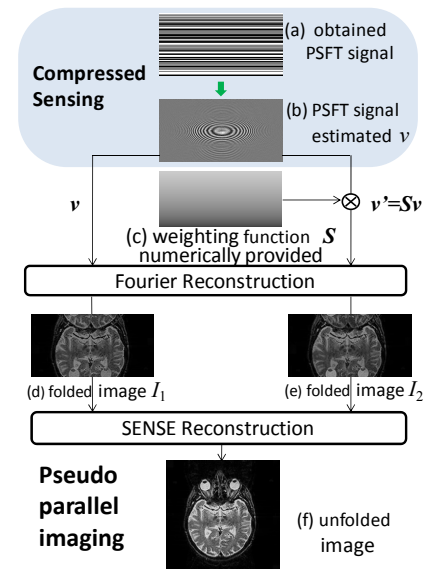 (a) obtained
PSFT signal
Compressed
Sensing
(b) PSFT signal
estimated v
v
v'=Sv
(c) weighting function S
numerically provided
Fourier Reconstruction
(d) folded image I1
(e) folded image I2
SENSE Reconstruction
Pseudo
parallel
imaging
(f) unfolded
image